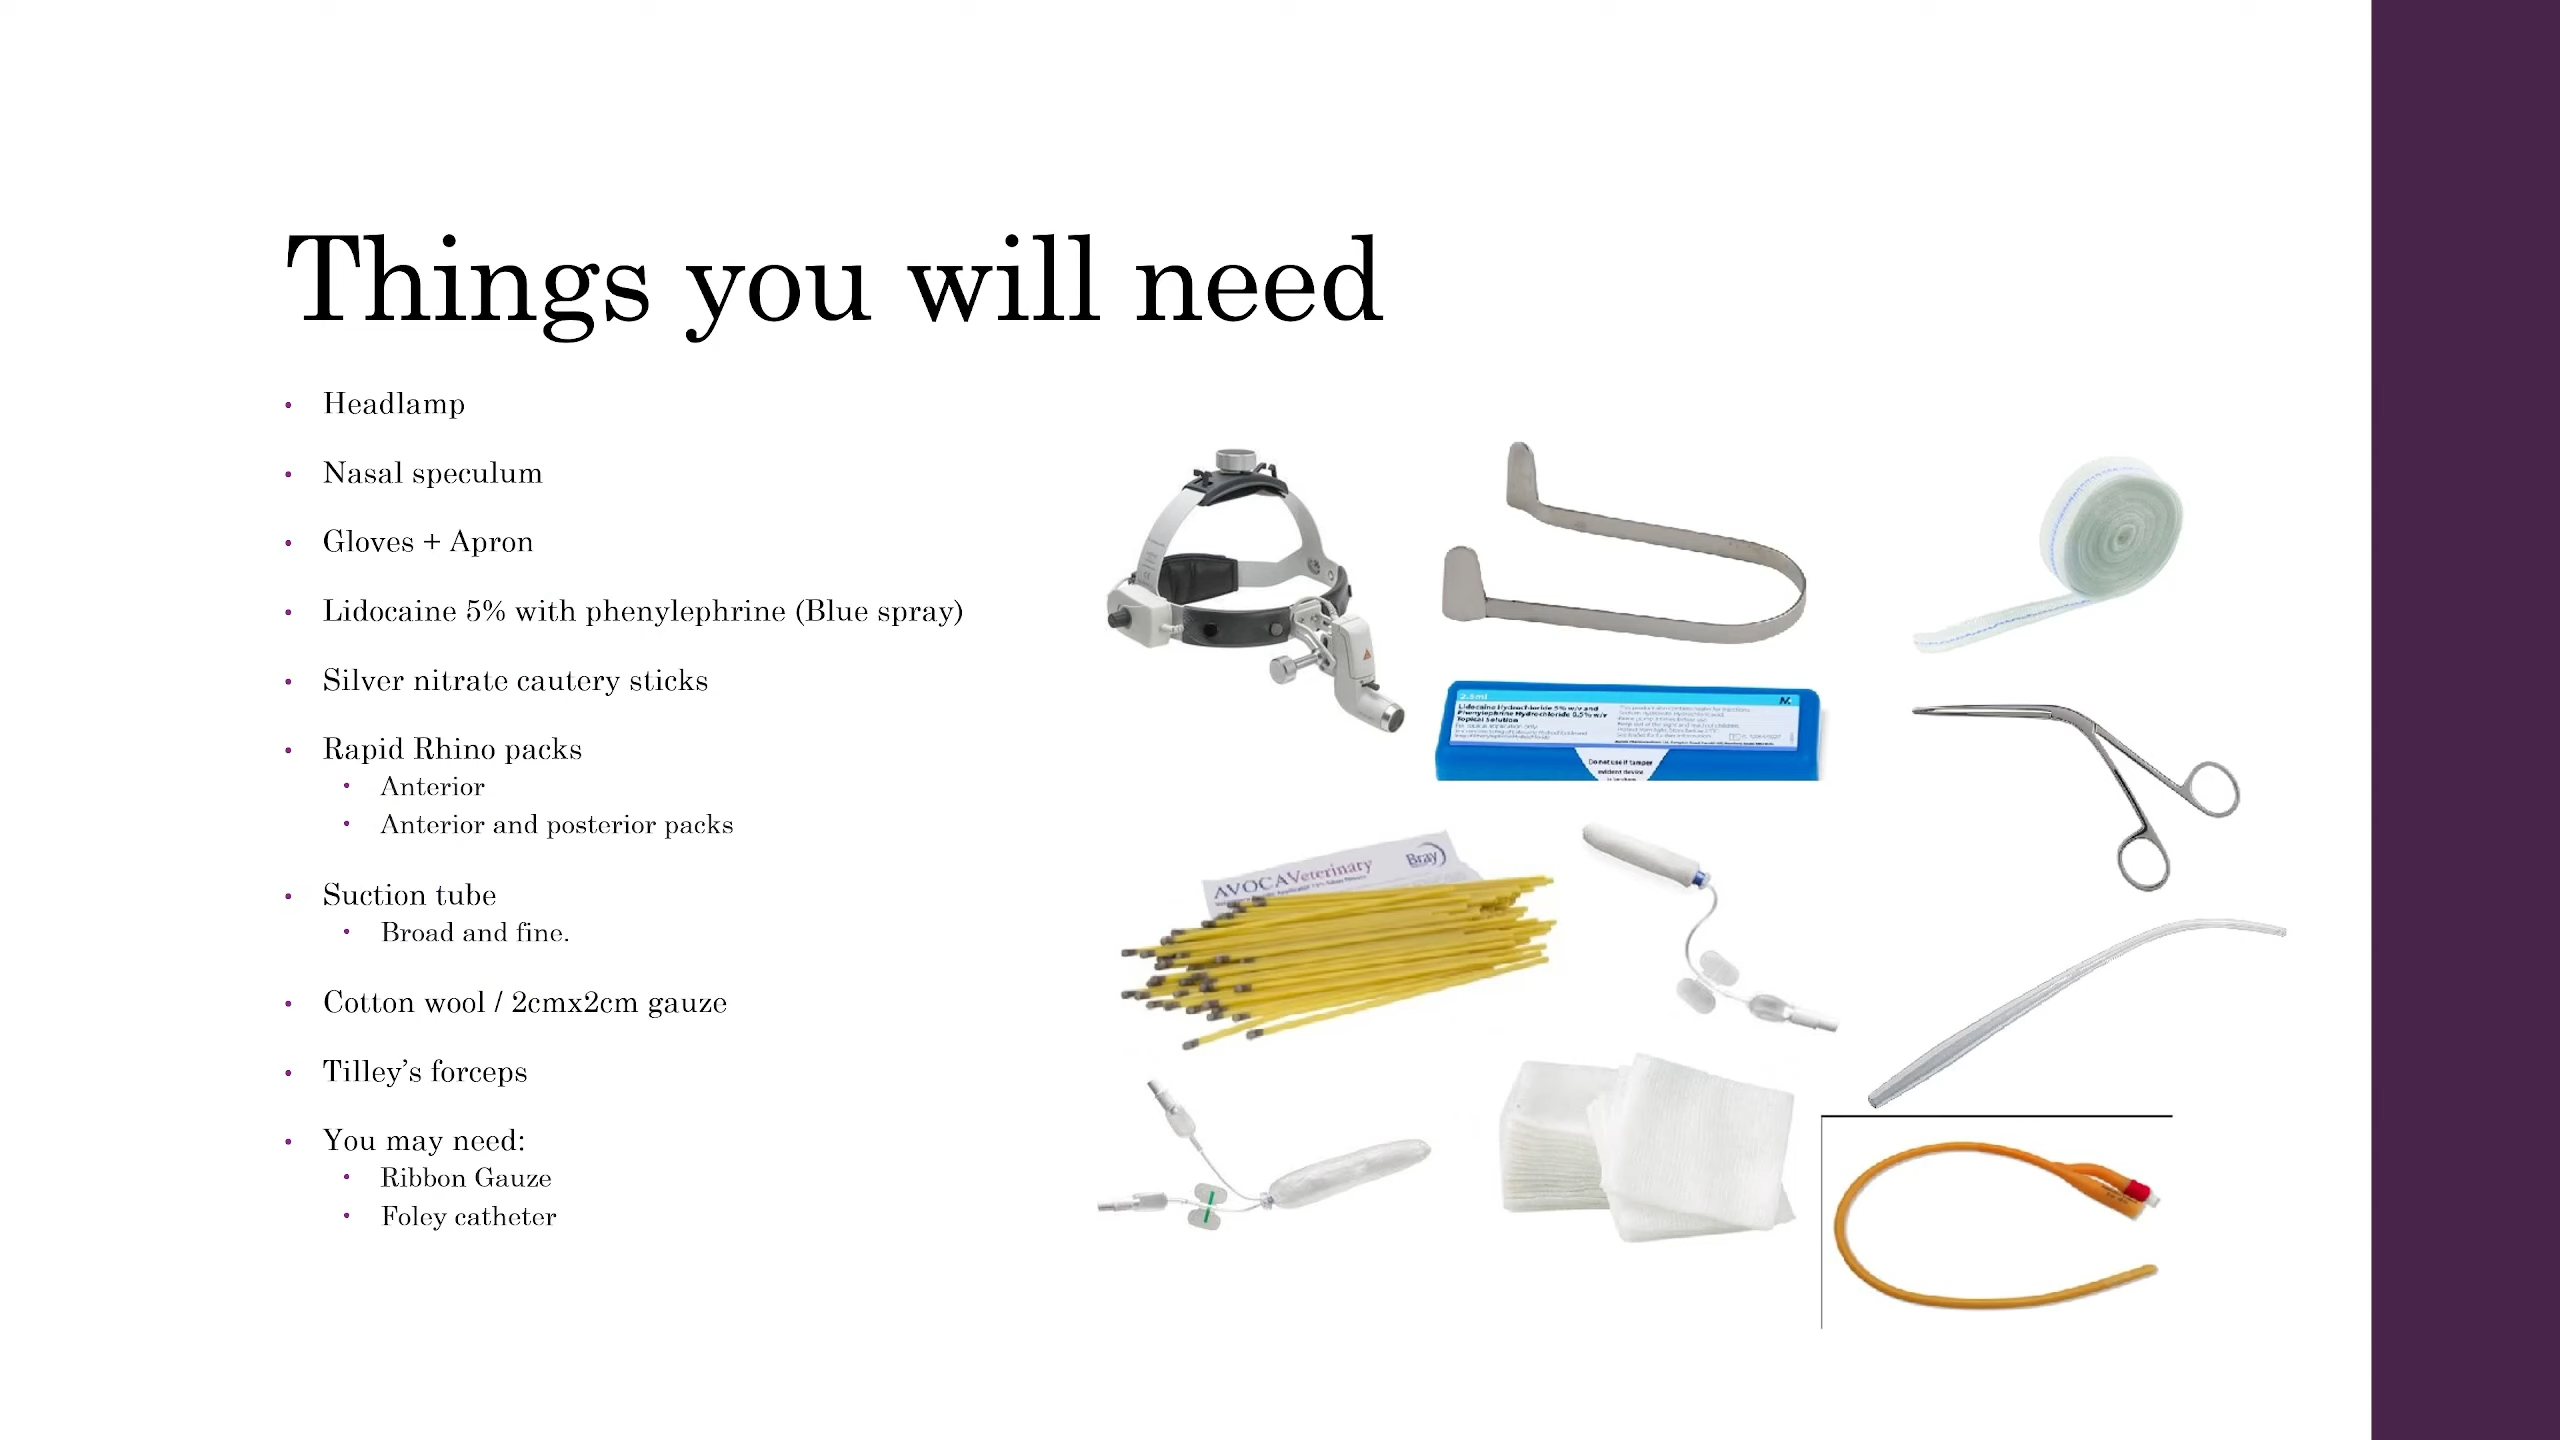 Things you will need
• Headlamp
• Nasal speculum
• Gloves + Apron
• Lidocaine 5% with phenylephrine (Blue spray)
• Silver nitrate cautery sticks
• Rapid Rhino packs
• Anterior
• Anterior and posterior packs
• Suction tube
• Broad and fine.
• Cotton wool / 2cmx2cm gauze
• Tilley’s forceps
• You may need:
• Ribbon Gauze
• Foley catheter
2.5ml
Lidocaine Hydrochloride 5% w/v and
Phenylephrine Hydrochloride 0.5% w/v
Topical Solution
Do not use if tamper
evident device
AVOCAVeterinary
Bray